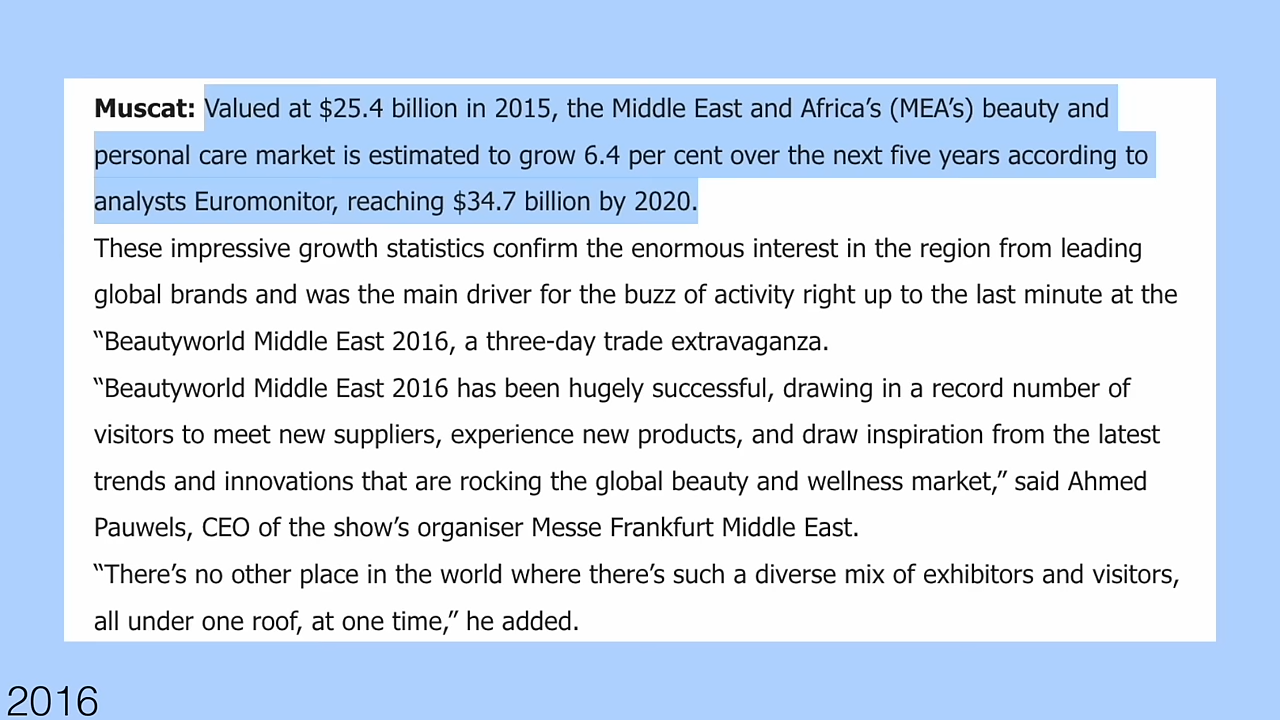 Muscat: Valued at $25.4 billion in 2015, the Middle East and Africa’s (MEA’s) beauty and
personal care market is estimated to grow 6.4 per cent over the next five years according to
analysts Euromonitor, reaching $34.7 billion by 2020.
These impressive growth statistics confirm the enormous interest in the region from leading
global brands and was the main driver for the buzz of activity right up to the last minute at the
“Beautyworld Middle East 2016, a three-day trade extravaganza.
“Beautyworld Middle East 2016 has been hugely successful, drawing in a record number of
visitors to meet new suppliers, experience new products, and draw inspiration from the latest
trends and innovations that are rocking the global beauty and wellness market,” said Ahmed
Pauwels, CEO of the show’s organiser Messe Frankfurt Middle East.
“There’s no other place in the world where there’s such a diverse mix of exhibitors and visitors,
all under one roof, at one time,” he added.
2016